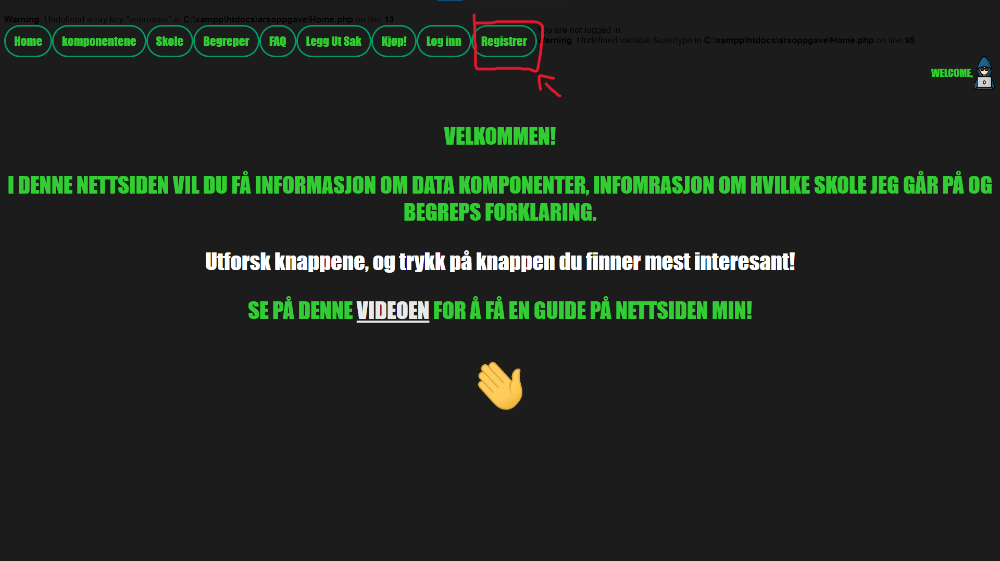 Warning: Undefined array key "username" in C:\xampp\htdocs\arsoppgave\Home.php on line 13
Home komponentene Skole Begreper FAQ Legg Ut Sak Kjøp! Log inn Registrer
You are not logged in.
Warning: Undefined variable $usertype in C:\xampp\htdocs\arsoppgave\Home.php on line 95
WELCOME,
VELKOMMEN!
I DENNE NETTSIDEN VIL DU FÅ INFORMASJON OM DATA KOMPONENTER, INFOMRASJON OM HVILKE SKOLE JEG GÅR PÅ OG
BEGREPS FORKLARING.
Utforsk knappene, og trykk på knappen du finner mest interesant!
SE PÅ DENNE VIDEOEN FOR Å FÅ EN GUIDE PÅ NETTSIDEN MIN!